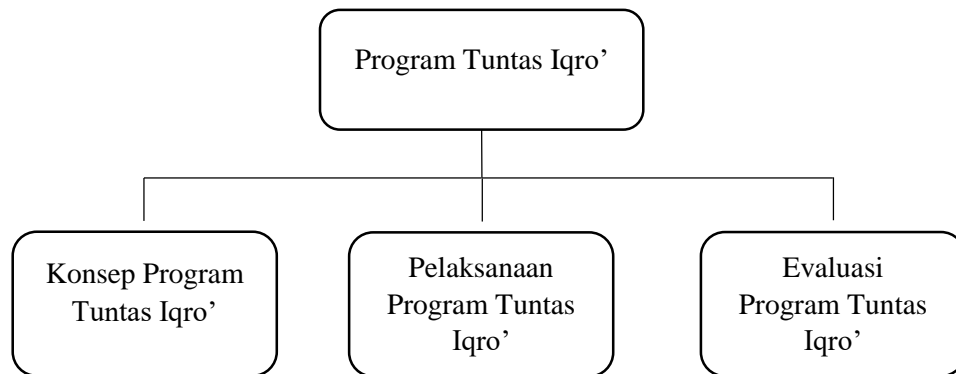 Program Tuntas Iqro’
Konsep Program
Tuntas Iqro’
Pelaksanaan
Program Tuntas
Iqro’
Evaluasi
Program Tuntas
Iqro’